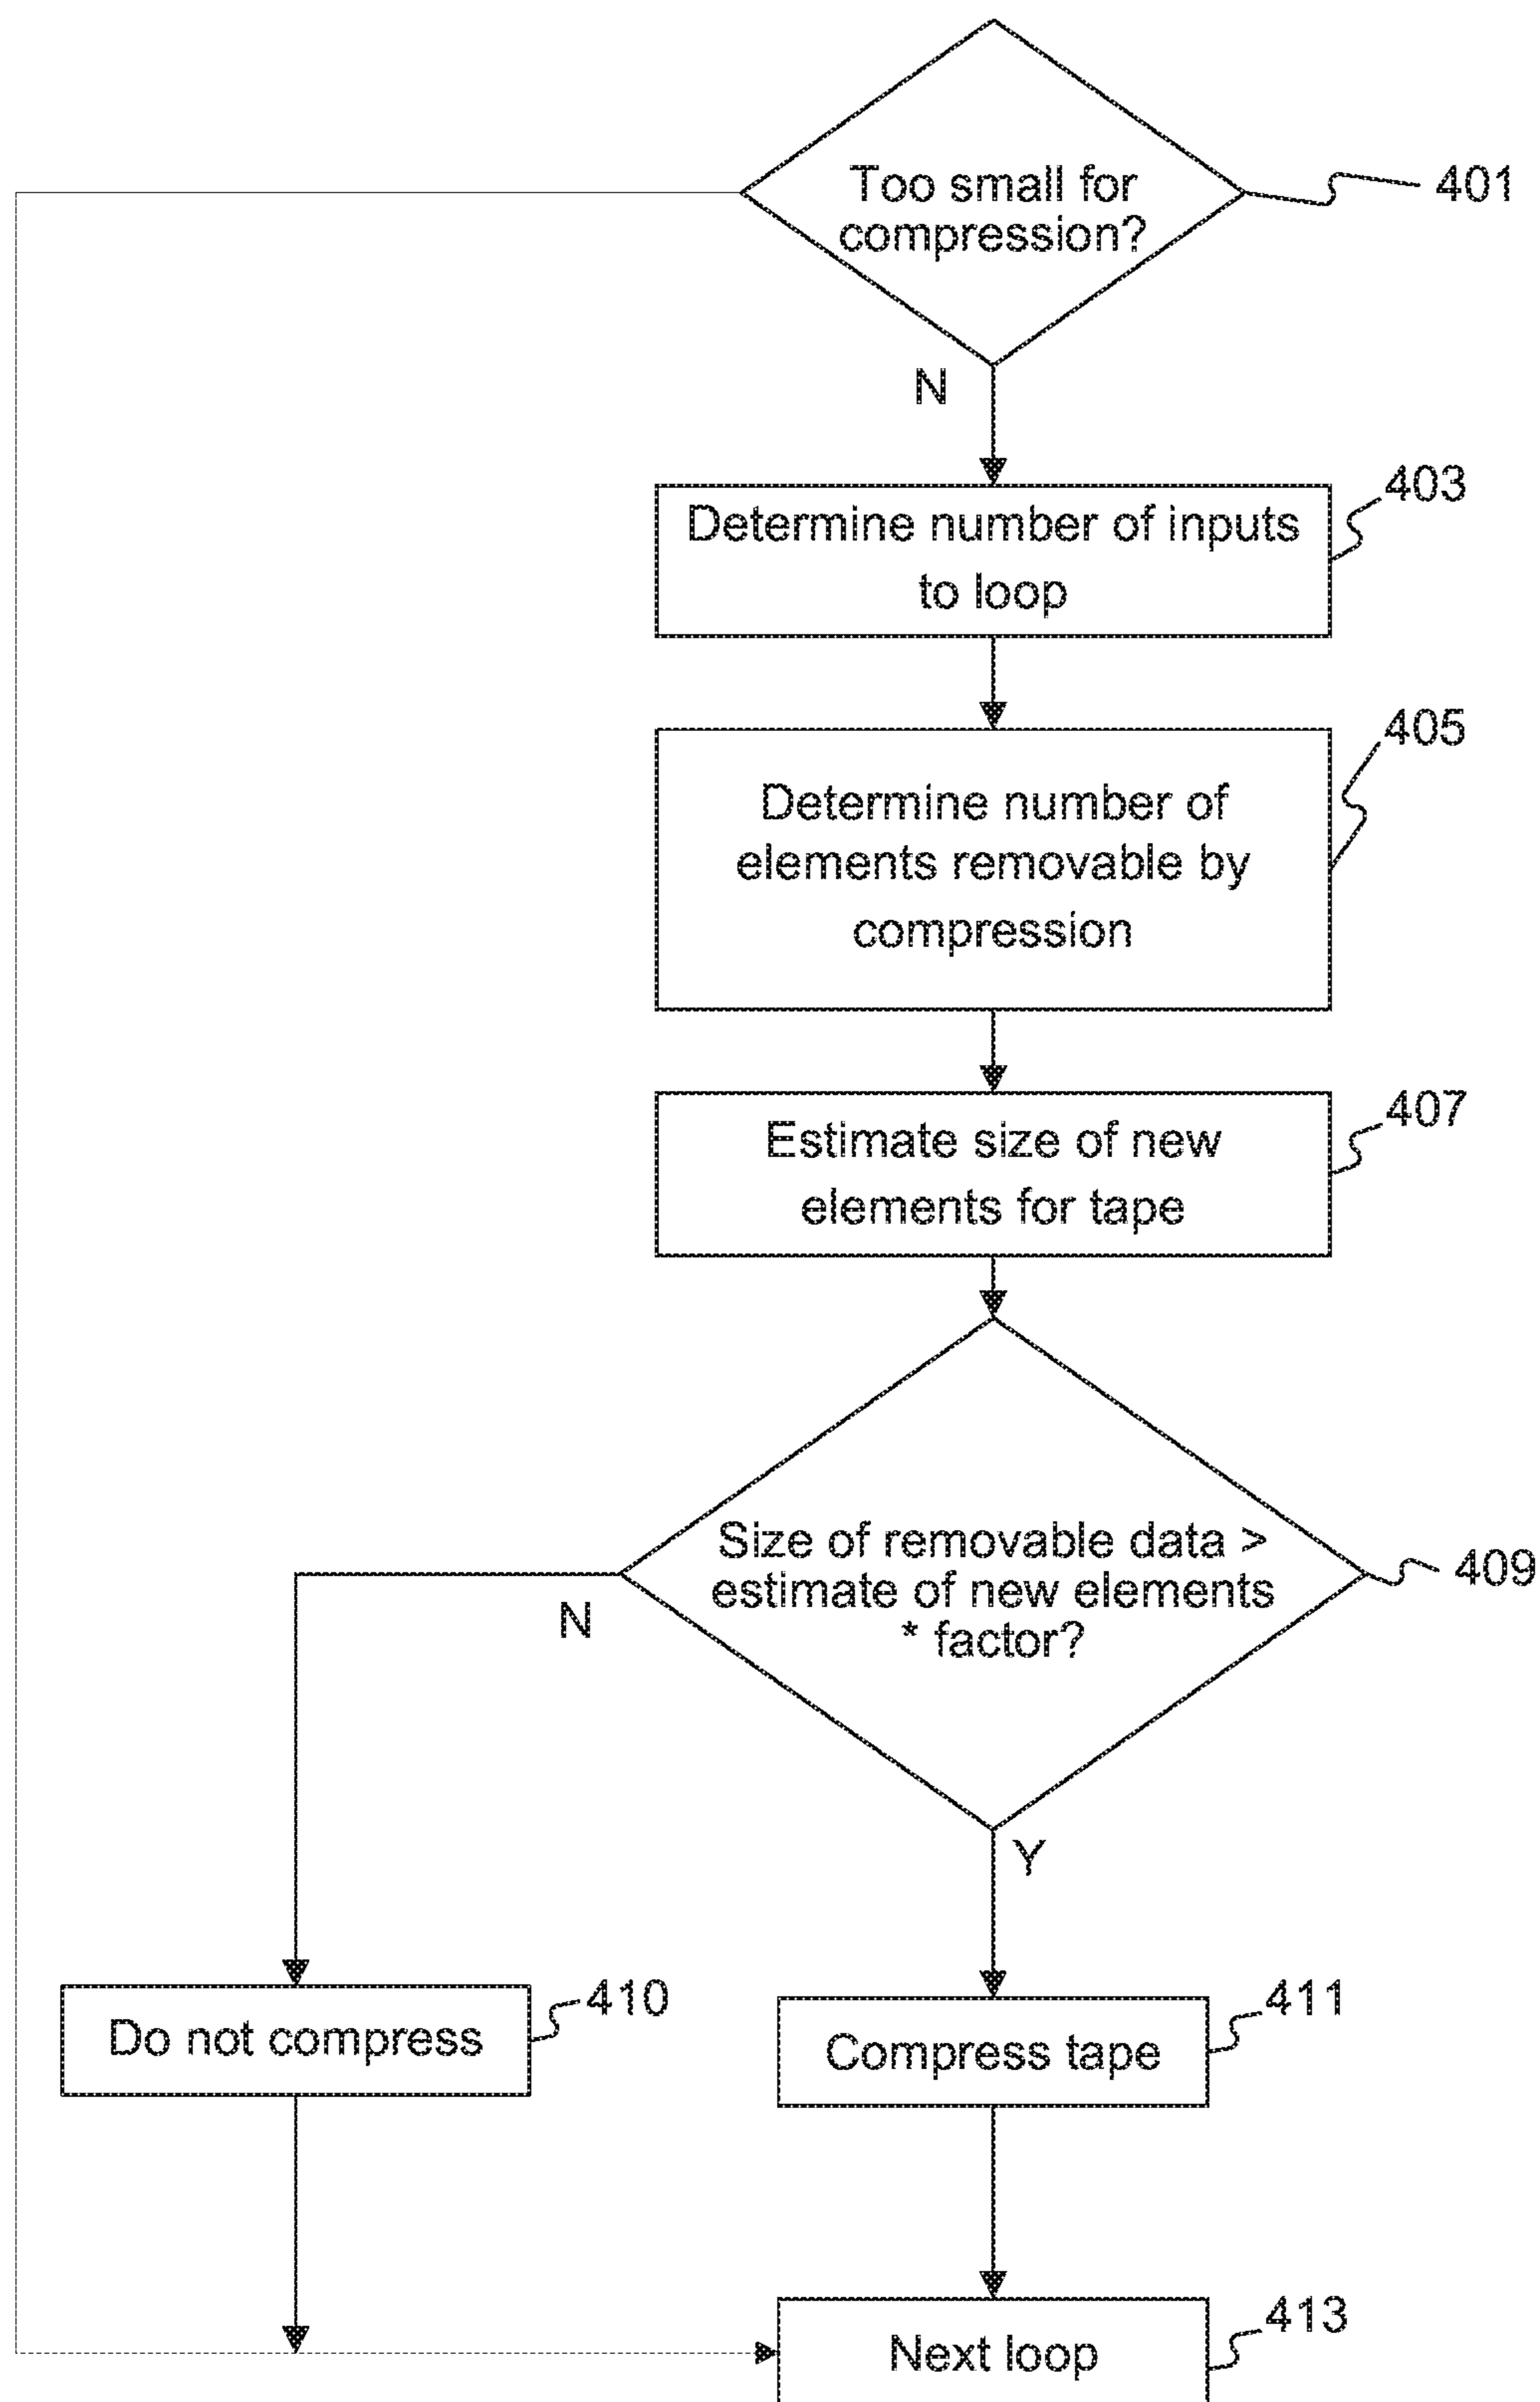 Too small for
compression?
401
N
403
Determine number of inputs
to loop
405
Determine number of
elements removable by
compression
407
Estimate size of new
elements for tape
Size of removable data >
estimate of new elements
* factor?
409
N
Y
410
Do not compress
411
Compress tape
413
Next loop